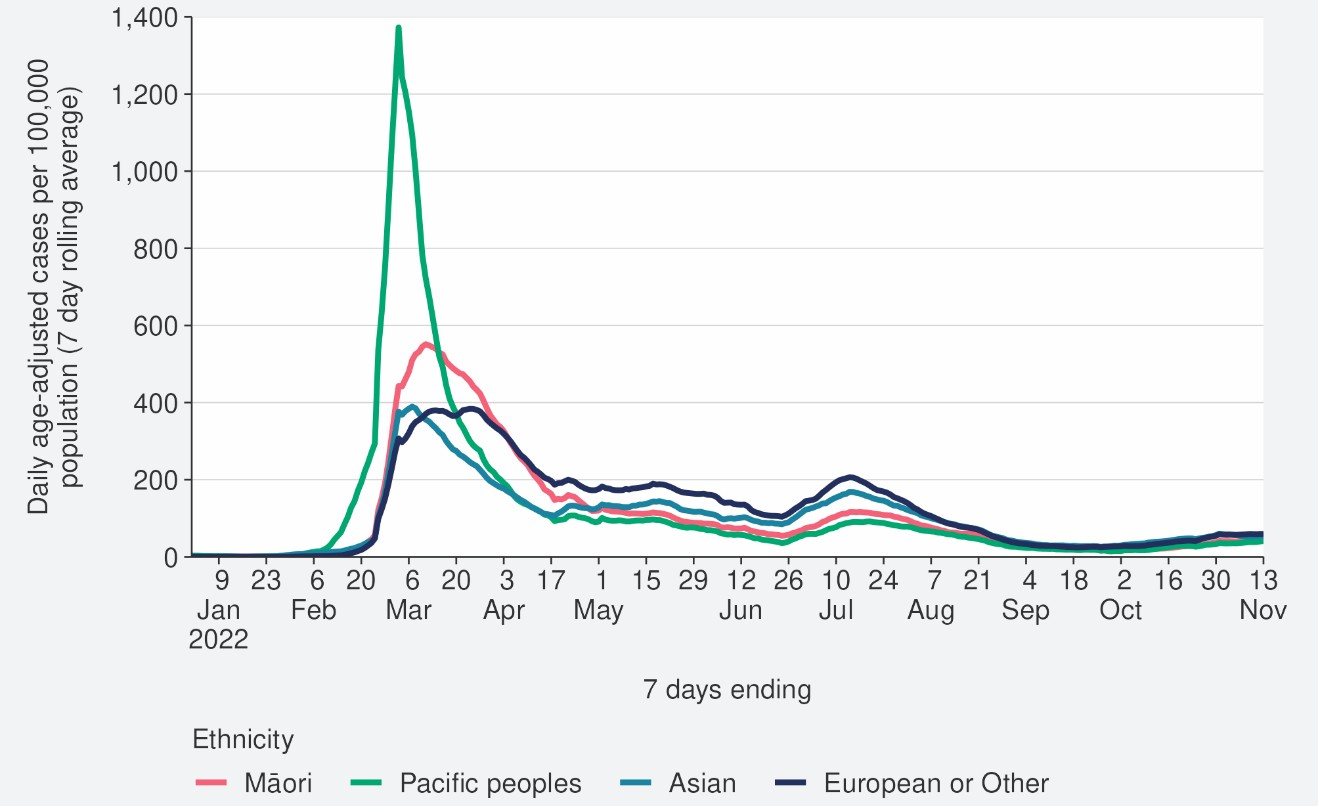 Daily age-adjusted cases per 100,000
population (7 day rolling average)
1,400
1,200
1,000
800
600
400
200
0
9 23 6 20 6 20 3 17 1 15 29 12 26 10 24 7 21 4 18 2 16 30 13
Jan Feb Mar Apr May Jun Jul Aug Sep Oct Nov
2022
7 days ending
Ethnicity
Māori Pacific peoples Asian European or Other